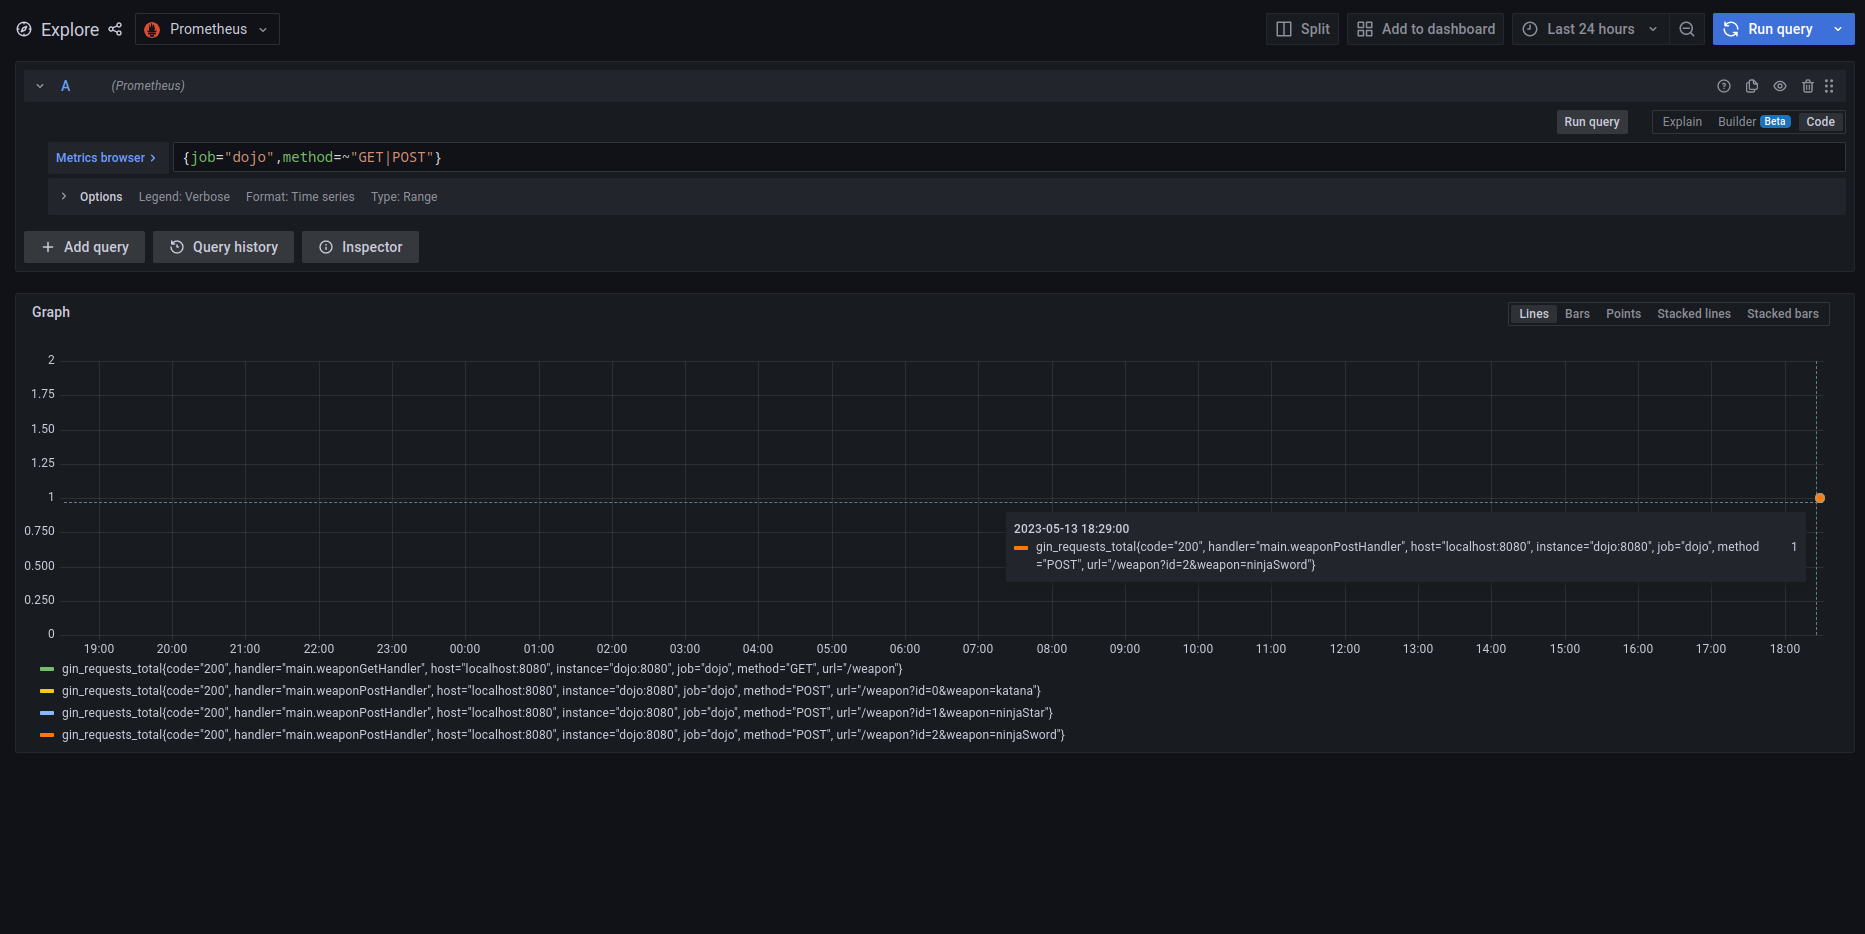 Explore Prometheus Split Add to dashboard Last 24 hours Run query
A (Prometheus)
Run query Explain Builder Beta Code
Metrics browser > {job="dojo",method=~"GET|POST"}
Options Legend: Verbose Format: Time series Type: Range
+ Add query Query history Inspector
Graph Lines Bars Points Stacked lines Stacked bars
2
1.75
1.50
1.25
1
0.750
0.500
0.250
0
2023-05-13 18:29:00
gin_requests_total{code="200", handler="main.weaponPostHandler", host="localhost:8080", instance="dojo:8080", job="dojo", method 1
="POST", url="/weapon?id=2&weapon=ninjaSword"}
19:00 20:00 21:00 22:00 23:00 00:00 01:00 02:00 03:00 04:00 05:00 06:00 07:00 08:00 09:00 10:00 11:00 12:00 13:00 14:00 15:00 16:00 17:00 18:00
gin_requests_total{code="200", handler="main.weaponGetHandler", host="localhost:8080", instance="dojo:8080", job="dojo", method="GET", url="/weapon"}
gin_requests_total{code="200", handler="main.weaponPostHandler", host="localhost:8080", instance="dojo:8080", job="dojo", method="POST", url="/weapon?id=0&weapon=katana"}
gin_requests_total{code="200", handler="main.weaponPostHandler", host="localhost:8080", instance="dojo:8080", job="dojo", method="POST", url="/weapon?id=1&weapon=ninjaStar"}
gin_requests_total{code="200", handler="main.weaponPostHandler", host="localhost:8080", instance="dojo:8080", job="dojo", method="POST", url="/weapon?id=2&weapon=ninjaSword"}